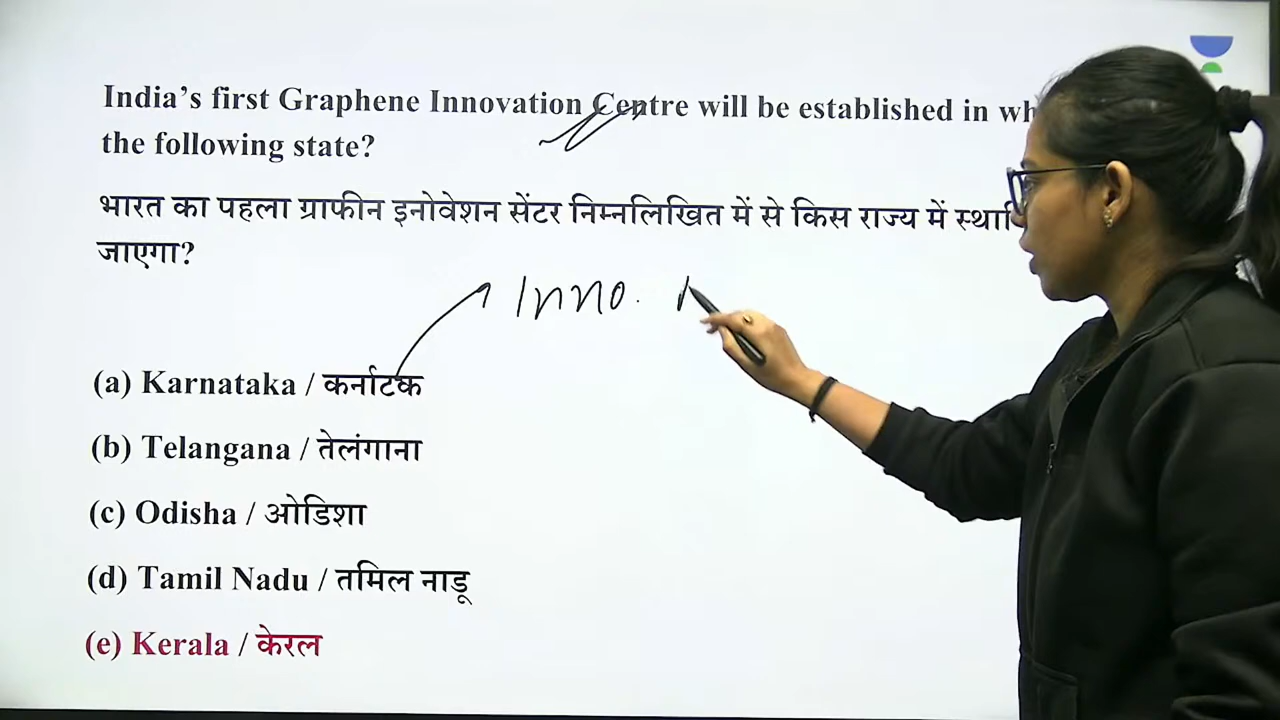 India's first Graphene Innovation Centre will be established in
the following state?
भारत का पहला ग्राफीन इनोवेशन सेंटर निम्नलिखित में से किस राज्य में
जाएगा?
Inno.
(a) Karnataka / कर्नाटक
(b) Telangana / तेलंगाना
(c) Odisha / ओडिशा
(d) Tamil Nadu / तमिल नाडू
(e) Kerala / केरल